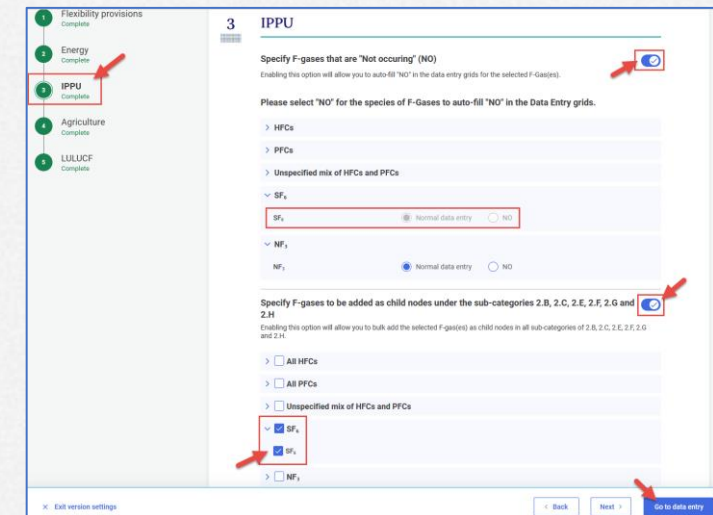 1 Flexibility provisions
Complete
2 Energy
Complete
3 IPPU
Complete
4 Agriculture
Complete
5 LULUCF
Complete
3 IPPU
Specify F-gases that are "Not occuring" (NO)
Enabling this option will allow you to auto-fill "NO" in the data entry grids for the selected F-Gas(es).
Please select "NO" for the species of F-Gases to auto-fill "NO" in the Data Entry grids.
> HFCs
> PFCs
> Unspecified mix of HFCs and PFCs
SF₆
SF₆ Normal data entry NO
NF₃
NF₃ Normal data entry NO
Specify F-gases to be added as child nodes under the sub-categories 2.B, 2.C, 2.E, 2.F, 2.G and
2.H
Enabling this option will allow you to bulk add the selected F-gas(es) as child nodes in all sub-categories of 2.B, 2.C, 2.E, 2.F, 2.G
and 2.H.
> All HFCs
> All PFCs
> Unspecified mix of HFCs and PFCs
SF₆
SF₆
> NF₃
× Exit version settings
< Back Next > Go to data entry